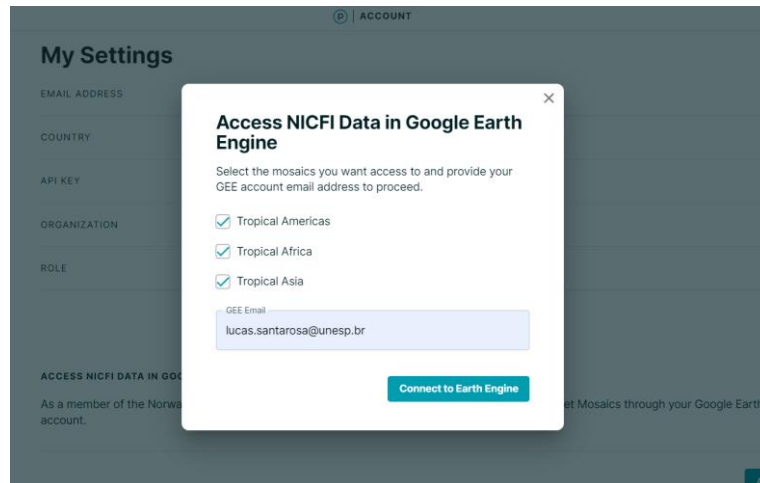 P | ACCOUNT
My Settings
EMAIL ADDRESS
COUNTRY
API KEY
ORGANIZATION
ROLE
Access NICFI Data in Google Earth
Engine
Select the mosaics you want access to and provide your
GEE account email address to proceed.
Tropical Americas
Tropical Africa
Tropical Asia
GEE Email
lucas.santarosa@unesp.br
Connect to Earth Engine
ACCESS NICFI DATA IN
As a member of the et Mosaics through your Google
account.